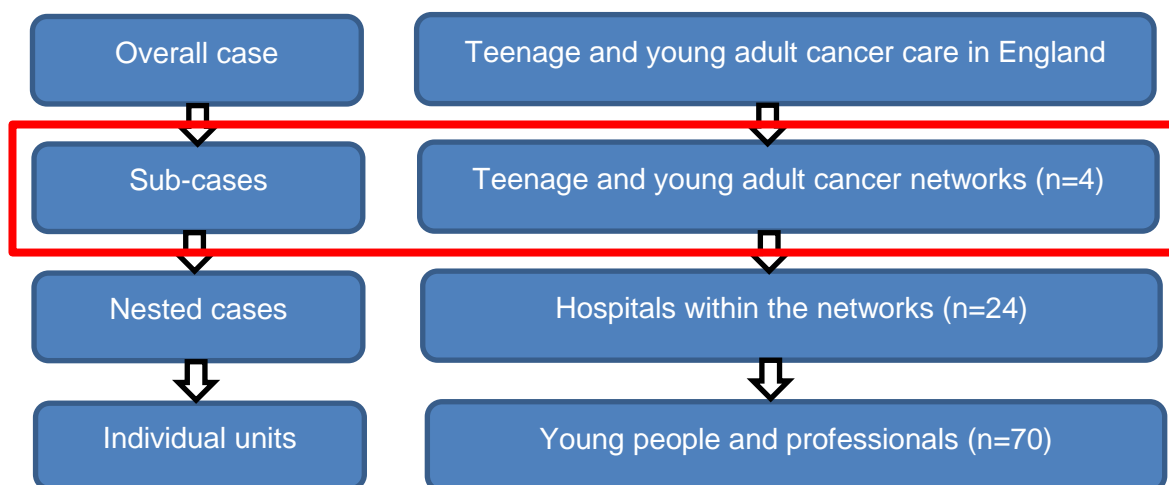 Overall case
Teenage and young adult cancer care in England
Sub-cases
Teenage and young adult cancer networks (n=4)
Nested cases
Hospitals within the networks (n=24)
Individual units
Young people and professionals (n=70)